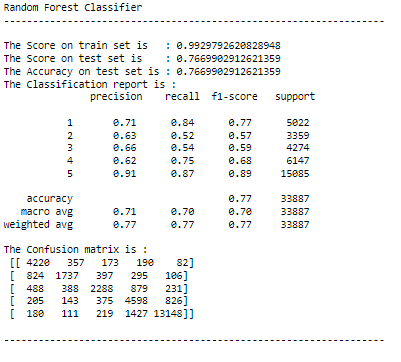 Random Forest Classifier
----------------------------------------------------------------
The Score on train set is   : 0.9929792620828948
The Score on test set is    : 0.7669902912621359
The Accuracy on test set is : 0.7669902912621359
The Classification report is :
              precision    recall  f1-score   support

           1       0.71      0.84      0.77      5022
           2       0.63      0.52      0.57      3359
           3       0.66      0.54      0.59      4274
           4       0.62      0.75      0.68      6147
           5       0.91      0.87      0.89     15085

    accuracy                           0.77     33887
   macro avg       0.71      0.70      0.70     33887
weighted avg       0.77      0.77      0.77     33887

The Confusion matrix is :
 [[ 4220   357   173   190    82]
 [  824  1737   397   295   106]
 [  488   388  2288   879   231]
 [  205   143   375  4598   826]
 [  180   111   219  1427 13148]]
----------------------------------------------------------------